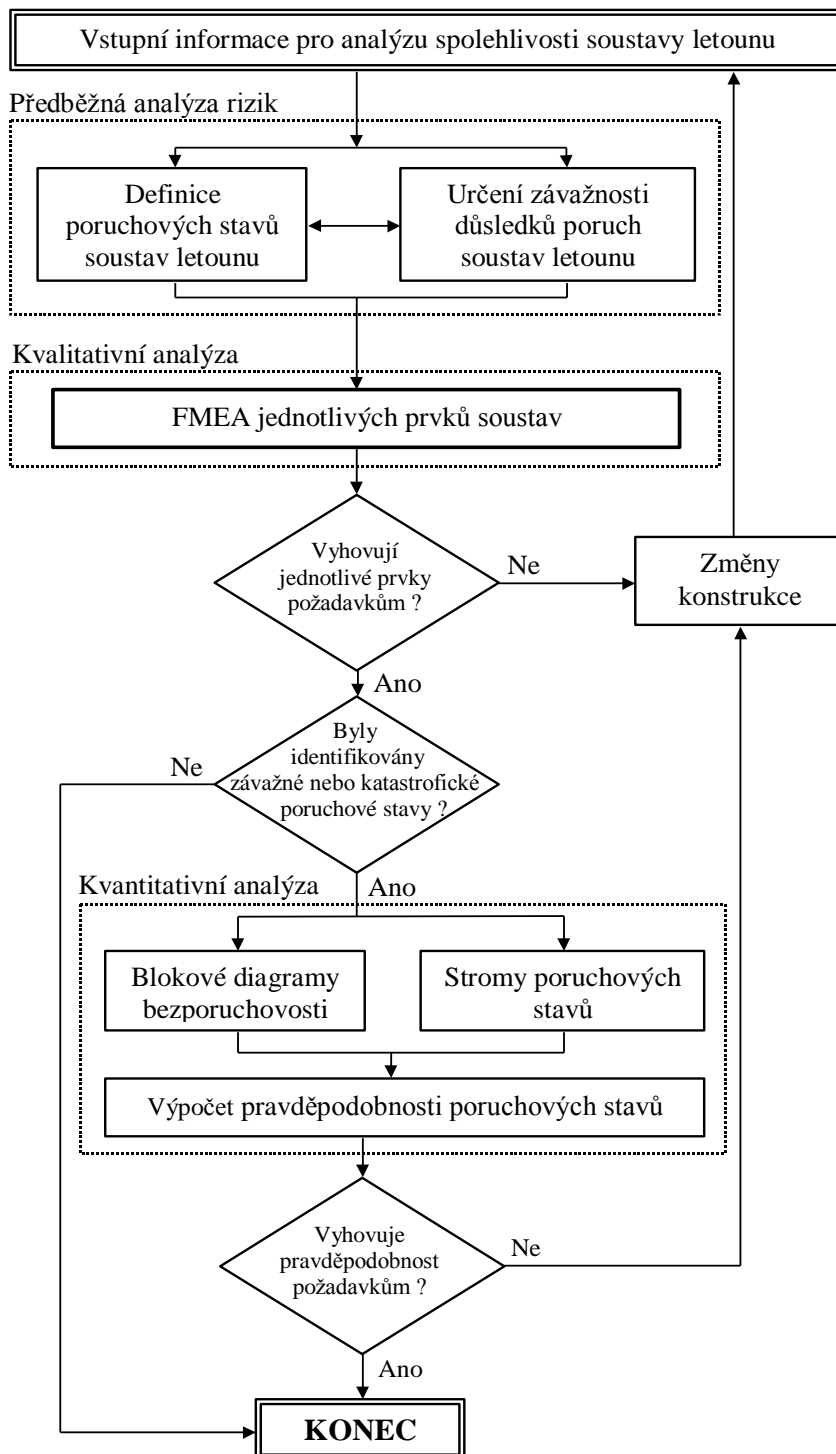 Vstupní informace pro analýzu spolehlivosti soustavy letounu
Předběžná analýza rizik
Definice
poruchových stavů
soustav letounu
Určení závažnosti
důsledků poruch
soustav letounu
Kvalitativní analýza
FMEA jednotlivých prvků soustav
Vyhovují
jednotlivé prvky
požadavkům ?
Ne
Změny
konstrukce
Ano
Byly
identifikovány
závažné nebo katastrofické
poruchové stavy ?
Ne
Ano
Kvantitativní analýza
Blokové diagramy
bezporuchovosti
Stromy poruchových
stavů
Výpočet pravděpodobnosti poruchových stavů
Vyhovuje
pravděpodobnost
požadavkům ?
Ne
Ano
KONEC